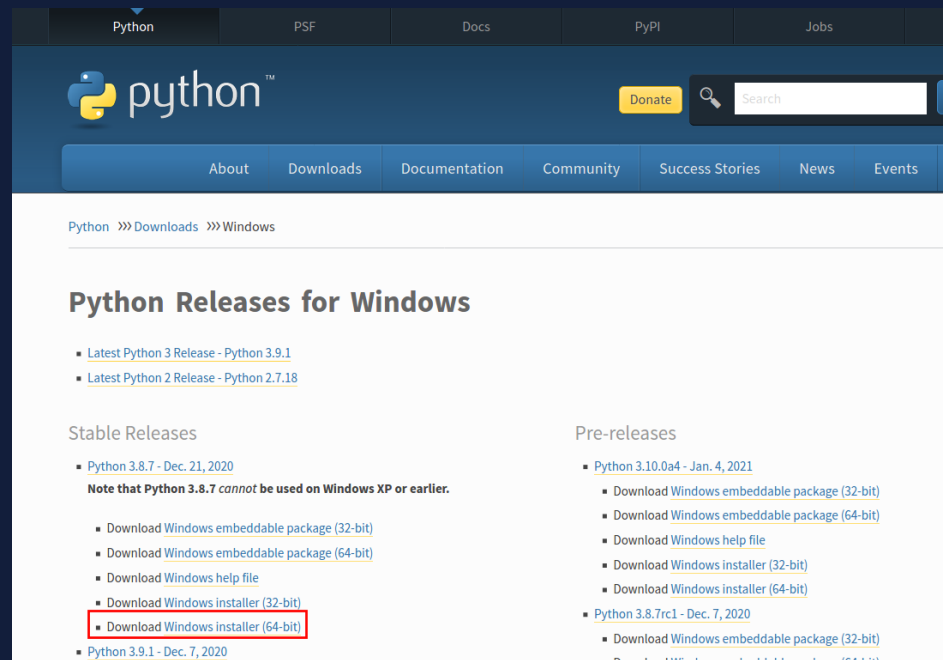 Python PSF Docs PyPI Jobs
python™
Donate Search
About Downloads Documentation Community Success Stories News Events
Python >>> Downloads >>> Windows
Python Releases for Windows
Latest Python 3 Release - Python 3.9.1
Latest Python 2 Release - Python 2.7.18
Stable Releases
Python 3.8.7 - Dec. 21, 2020
Note that Python 3.8.7 cannot be used on Windows XP or earlier.
Download Windows embeddable package (32-bit)
Download Windows embeddable package (64-bit)
Download Windows help file
Download Windows installer (32-bit)
Download Windows installer (64-bit)
Python 3.9.1 - Dec. 7, 2020
Pre-releases
Python 3.10.0a4 - Jan. 4, 2021
Download Windows embeddable package (32-bit)
Download Windows embeddable package (64-bit)
Download Windows help file
Download Windows installer (32-bit)
Download Windows installer (64-bit)
Python 3.8.7rc1 - Dec. 7, 2020
Download Windows embeddable package (32-bit)